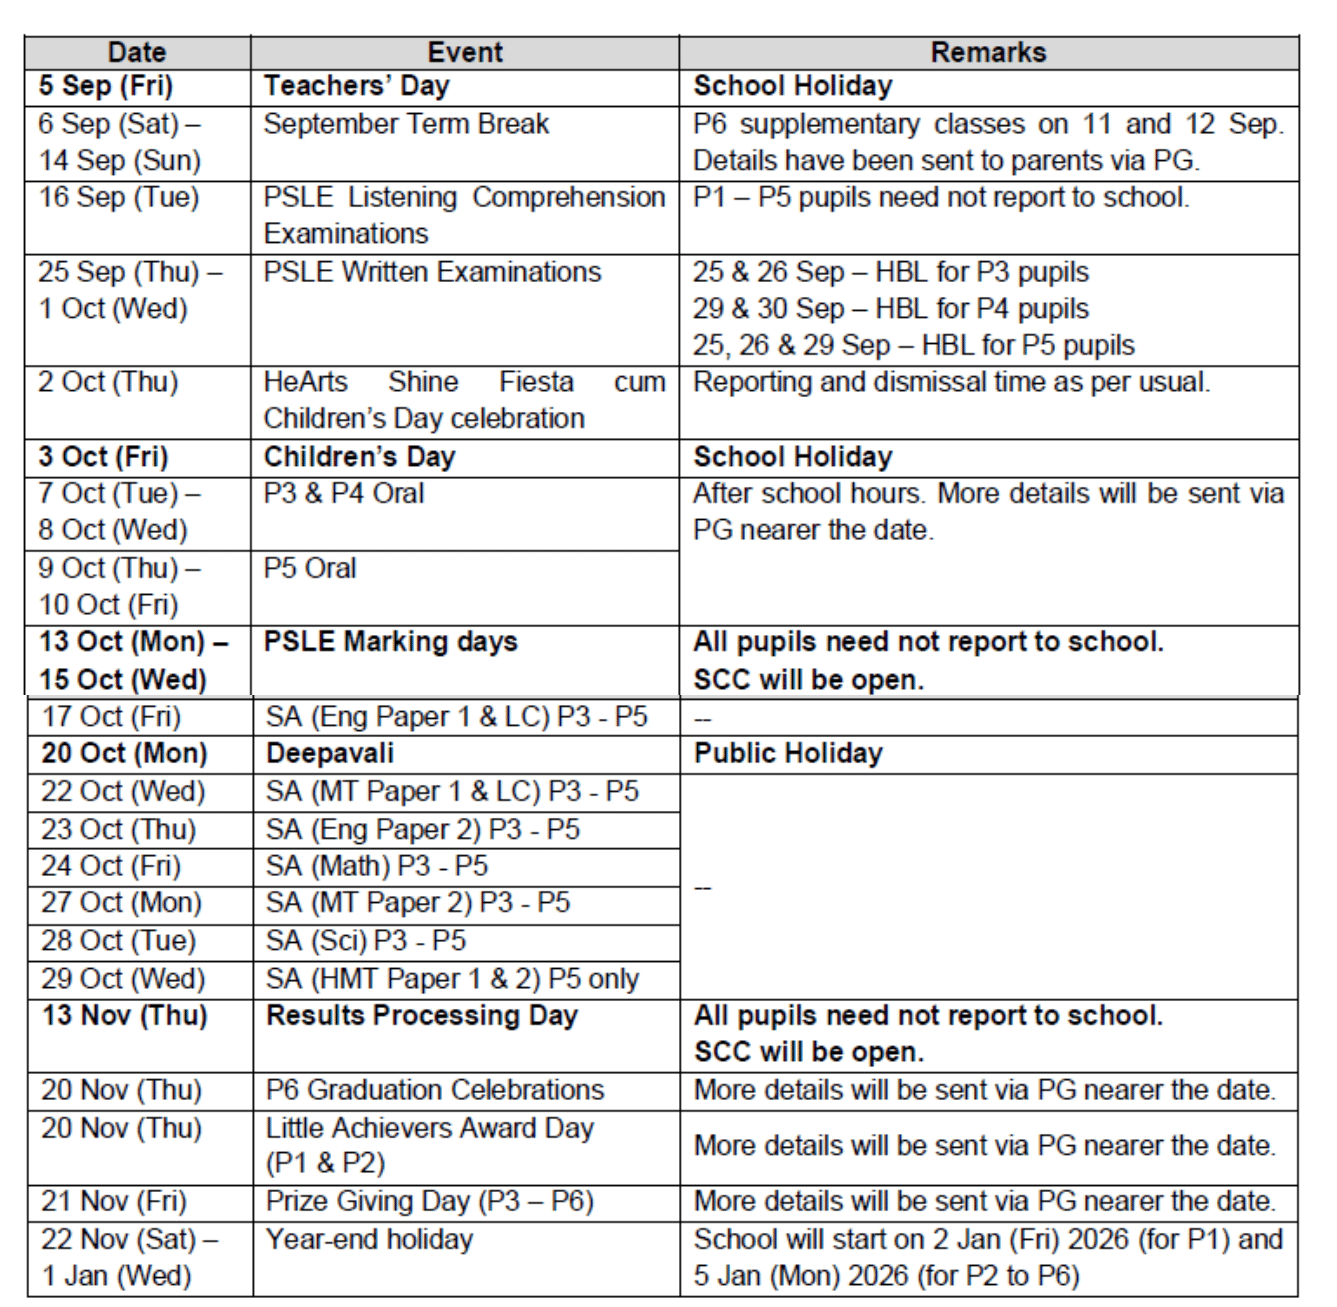 Date Event Remarks
5 Sep (Fri) Teachers’ Day School Holiday
6 Sep (Sat) – September Term Break P6 supplementary classes on 11 and 12 Sep.
14 Sep (Sun) Details have been sent to parents via PG.
16 Sep (Tue) PSLE Listening Comprehension P1 – P5 pupils need not report to school.
Examinations
25 Sep (Thu) – PSLE Written Examinations 25 & 26 Sep – HBL for P3 pupils
1 Oct (Wed) 29 & 30 Sep – HBL for P4 pupils
25, 26 & 29 Sep – HBL for P5 pupils
2 Oct (Thu) HeArts Shine Fiesta cum Reporting and dismissal time as per usual.
Children’s Day celebration
3 Oct (Fri) Children’s Day School Holiday
7 Oct (Tue) – P3 & P4 Oral After school hours. More details will be sent via
8 Oct (Wed) PG nearer the date.
9 Oct (Thu) – P5 Oral
10 Oct (Fri)
13 Oct (Mon) – PSLE Marking days All pupils need not report to school.
15 Oct (Wed) SCC will be open.
17 Oct (Fri) SA (Eng Paper 1 & LC) P3 - P5 --
20 Oct (Mon) Deepavali Public Holiday
22 Oct (Wed) SA (MT Paper 1 & LC) P3 - P5
23 Oct (Thu) SA (Eng Paper 2) P3 - P5
24 Oct (Fri) SA (Math) P3 - P5
--
27 Oct (Mon) SA (MT Paper 2) P3 - P5
28 Oct (Tue) SA (Sci) P3 - P5
29 Oct (Wed) SA (HMT Paper 1 & 2) P5 only
13 Nov (Thu) Results Processing Day All pupils need not report to school.
SCC will be open.
20 Nov (Thu) P6 Graduation Celebrations More details will be sent via PG nearer the date.
20 Nov (Thu) Little Achievers Award Day More details will be sent via PG nearer the date.
(P1 & P2)
21 Nov (Fri) Prize Giving Day (P3 – P6) More details will be sent via PG nearer the date.
22 Nov (Sat) – Year-end holiday School will start on 2 Jan (Fri) 2026 (for P1) and
1 Jan (Wed) 5 Jan (Mon) 2026 (for P2 to P6)